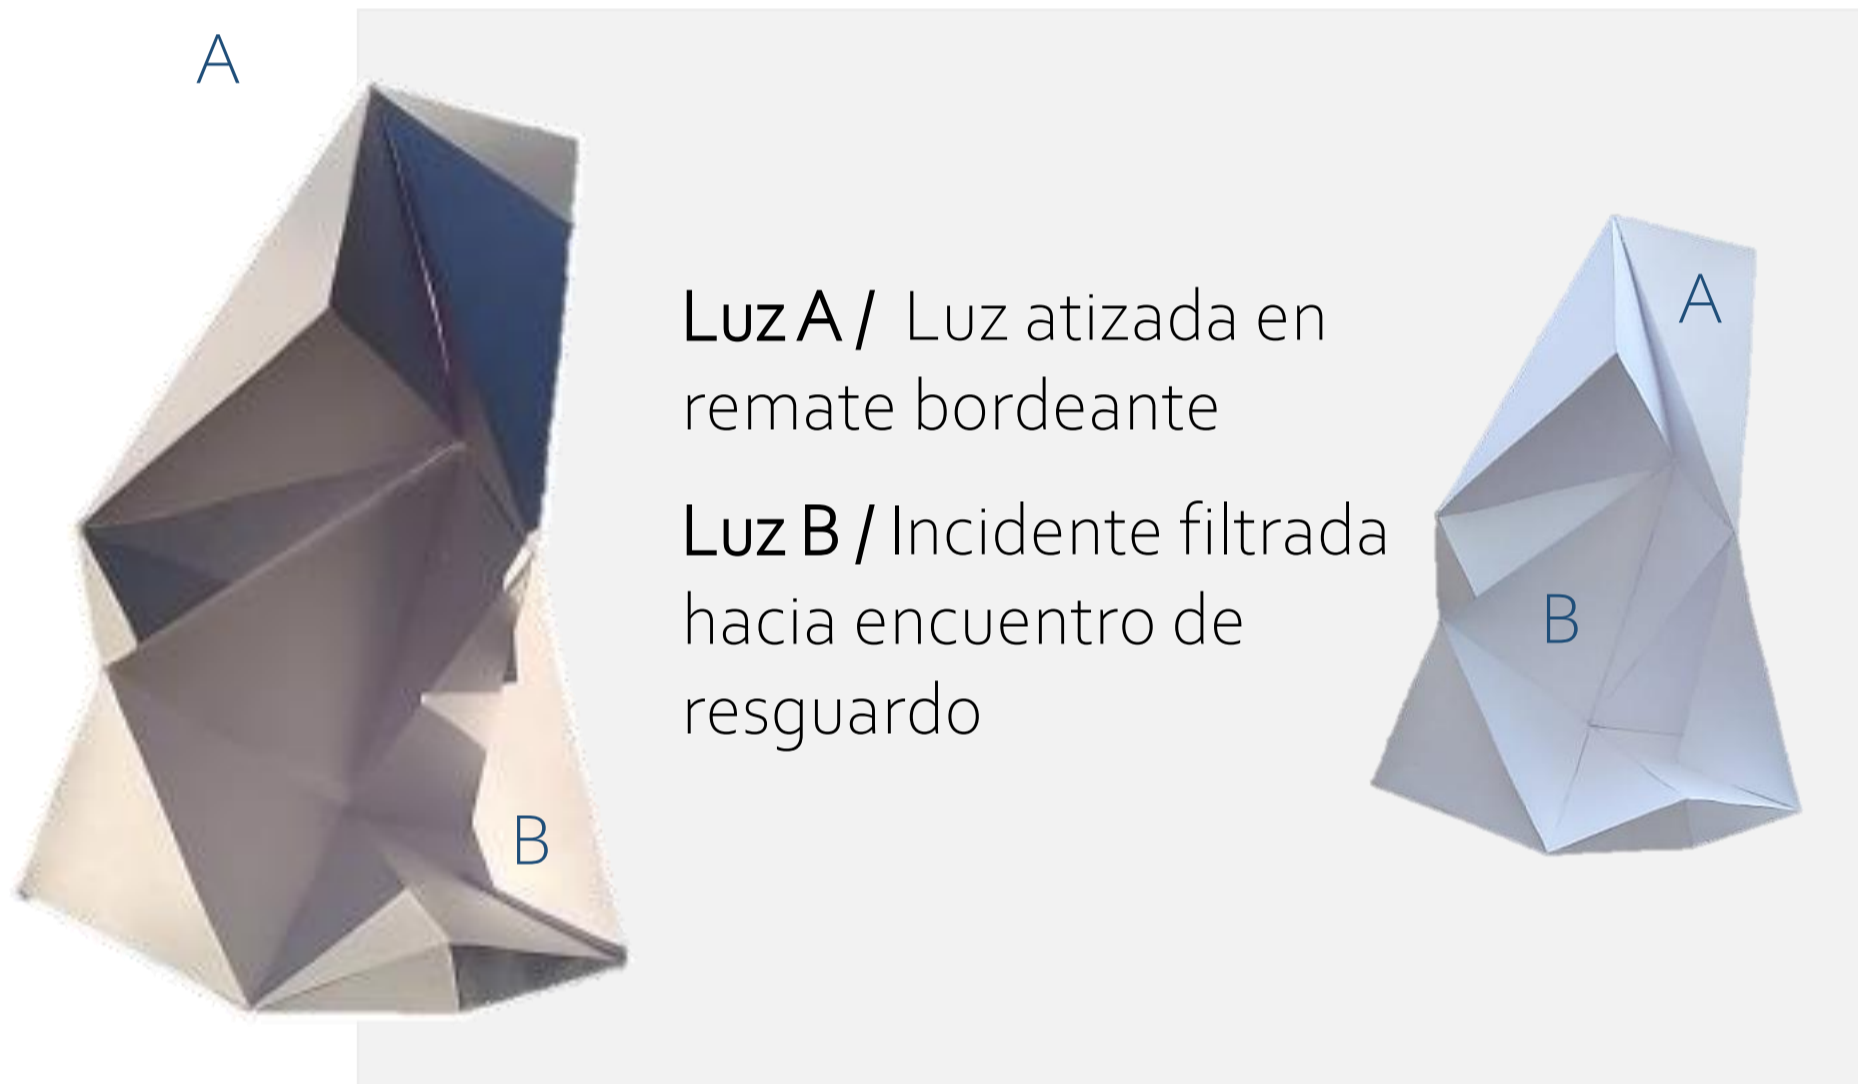 A
Luz A / Luz atizada en
remate bordeante
Luz B / Incidente filtrada
hacia encuentro de
resguardo
B
A
B